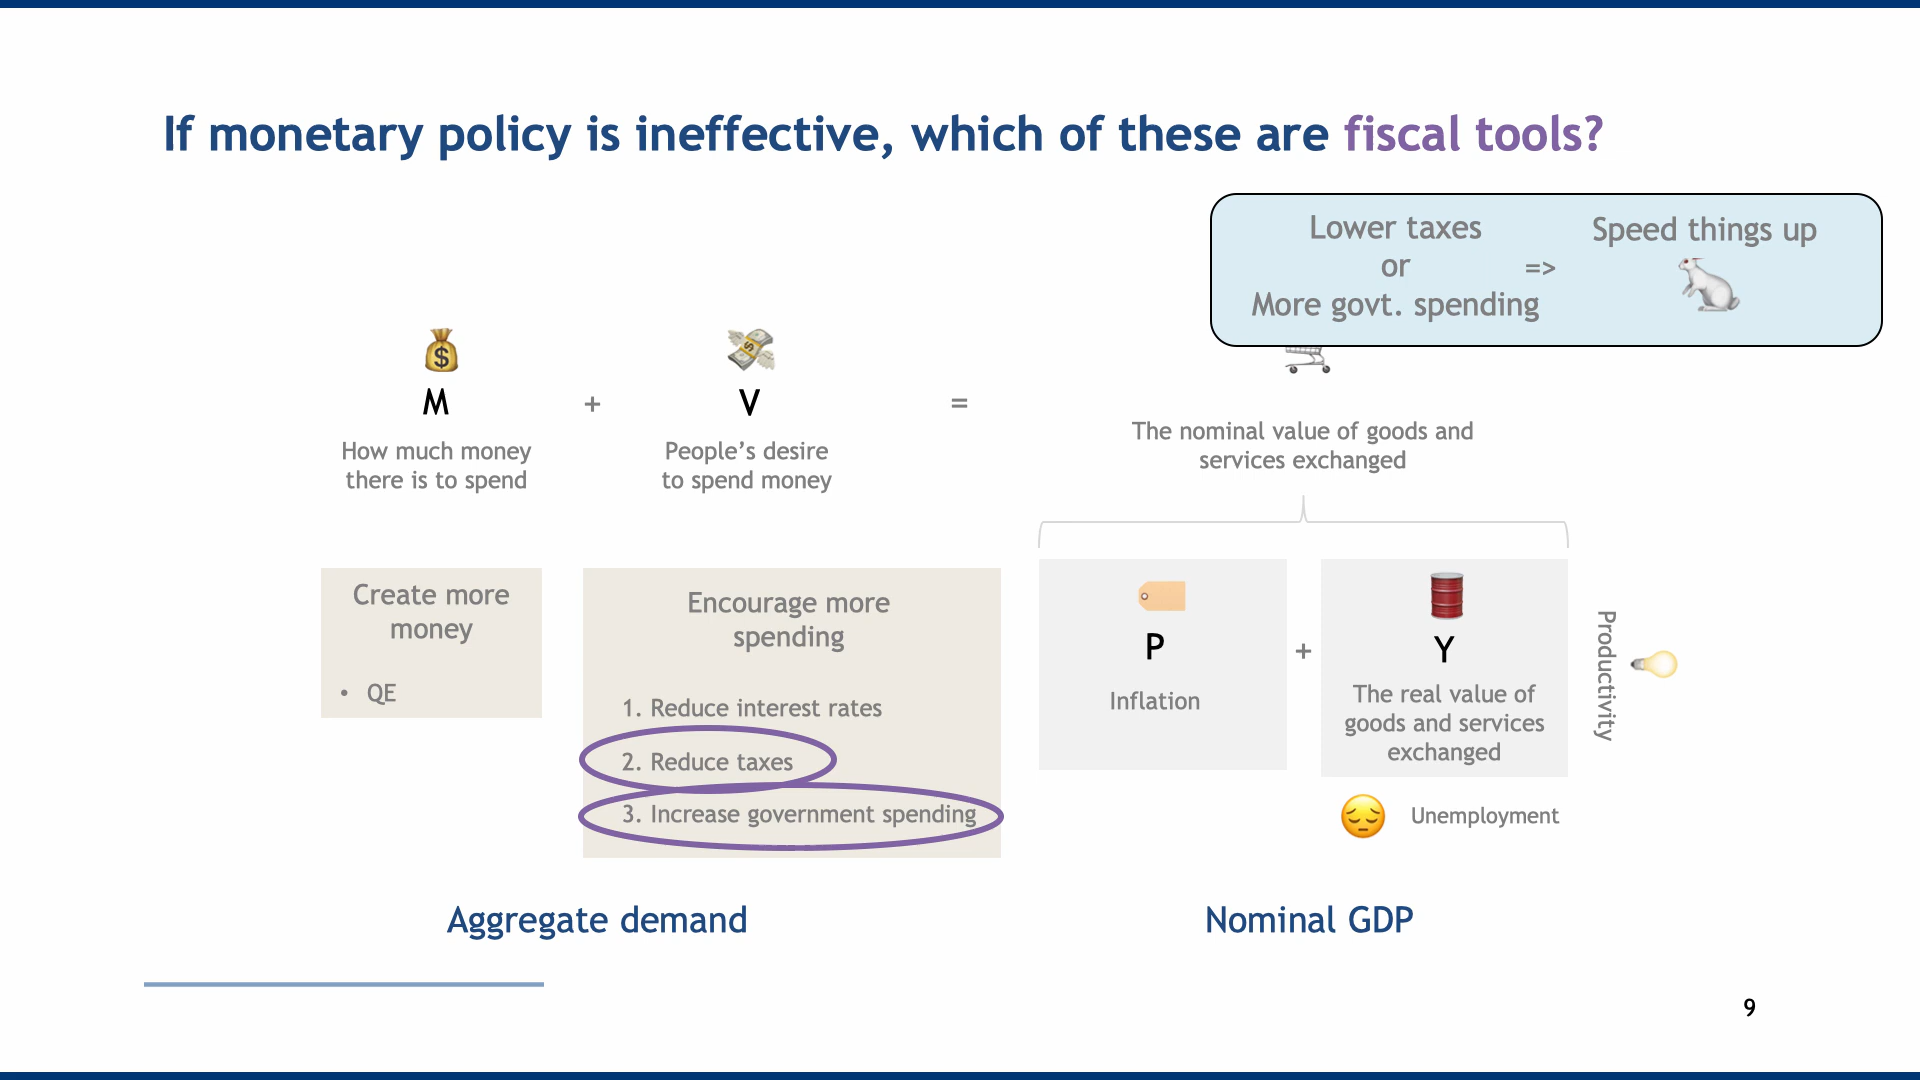 If monetary policy is ineffective, which of these are fiscal tools?
Lower taxes
or
More govt. spending
=>
Speed things up
$
M
How much money
there is to spend
+
$
V
People’s desire
to spend money
=
The nominal value of goods and
services exchanged
Create more
money
• QE
Encourage more
spending
1. Reduce interest rates
2. Reduce taxes
3. Increase government spending
P
Inflation
+
Y
The real value of
goods and services
exchanged
Productivity
Unemployment
Aggregate demand
Nominal GDP
9